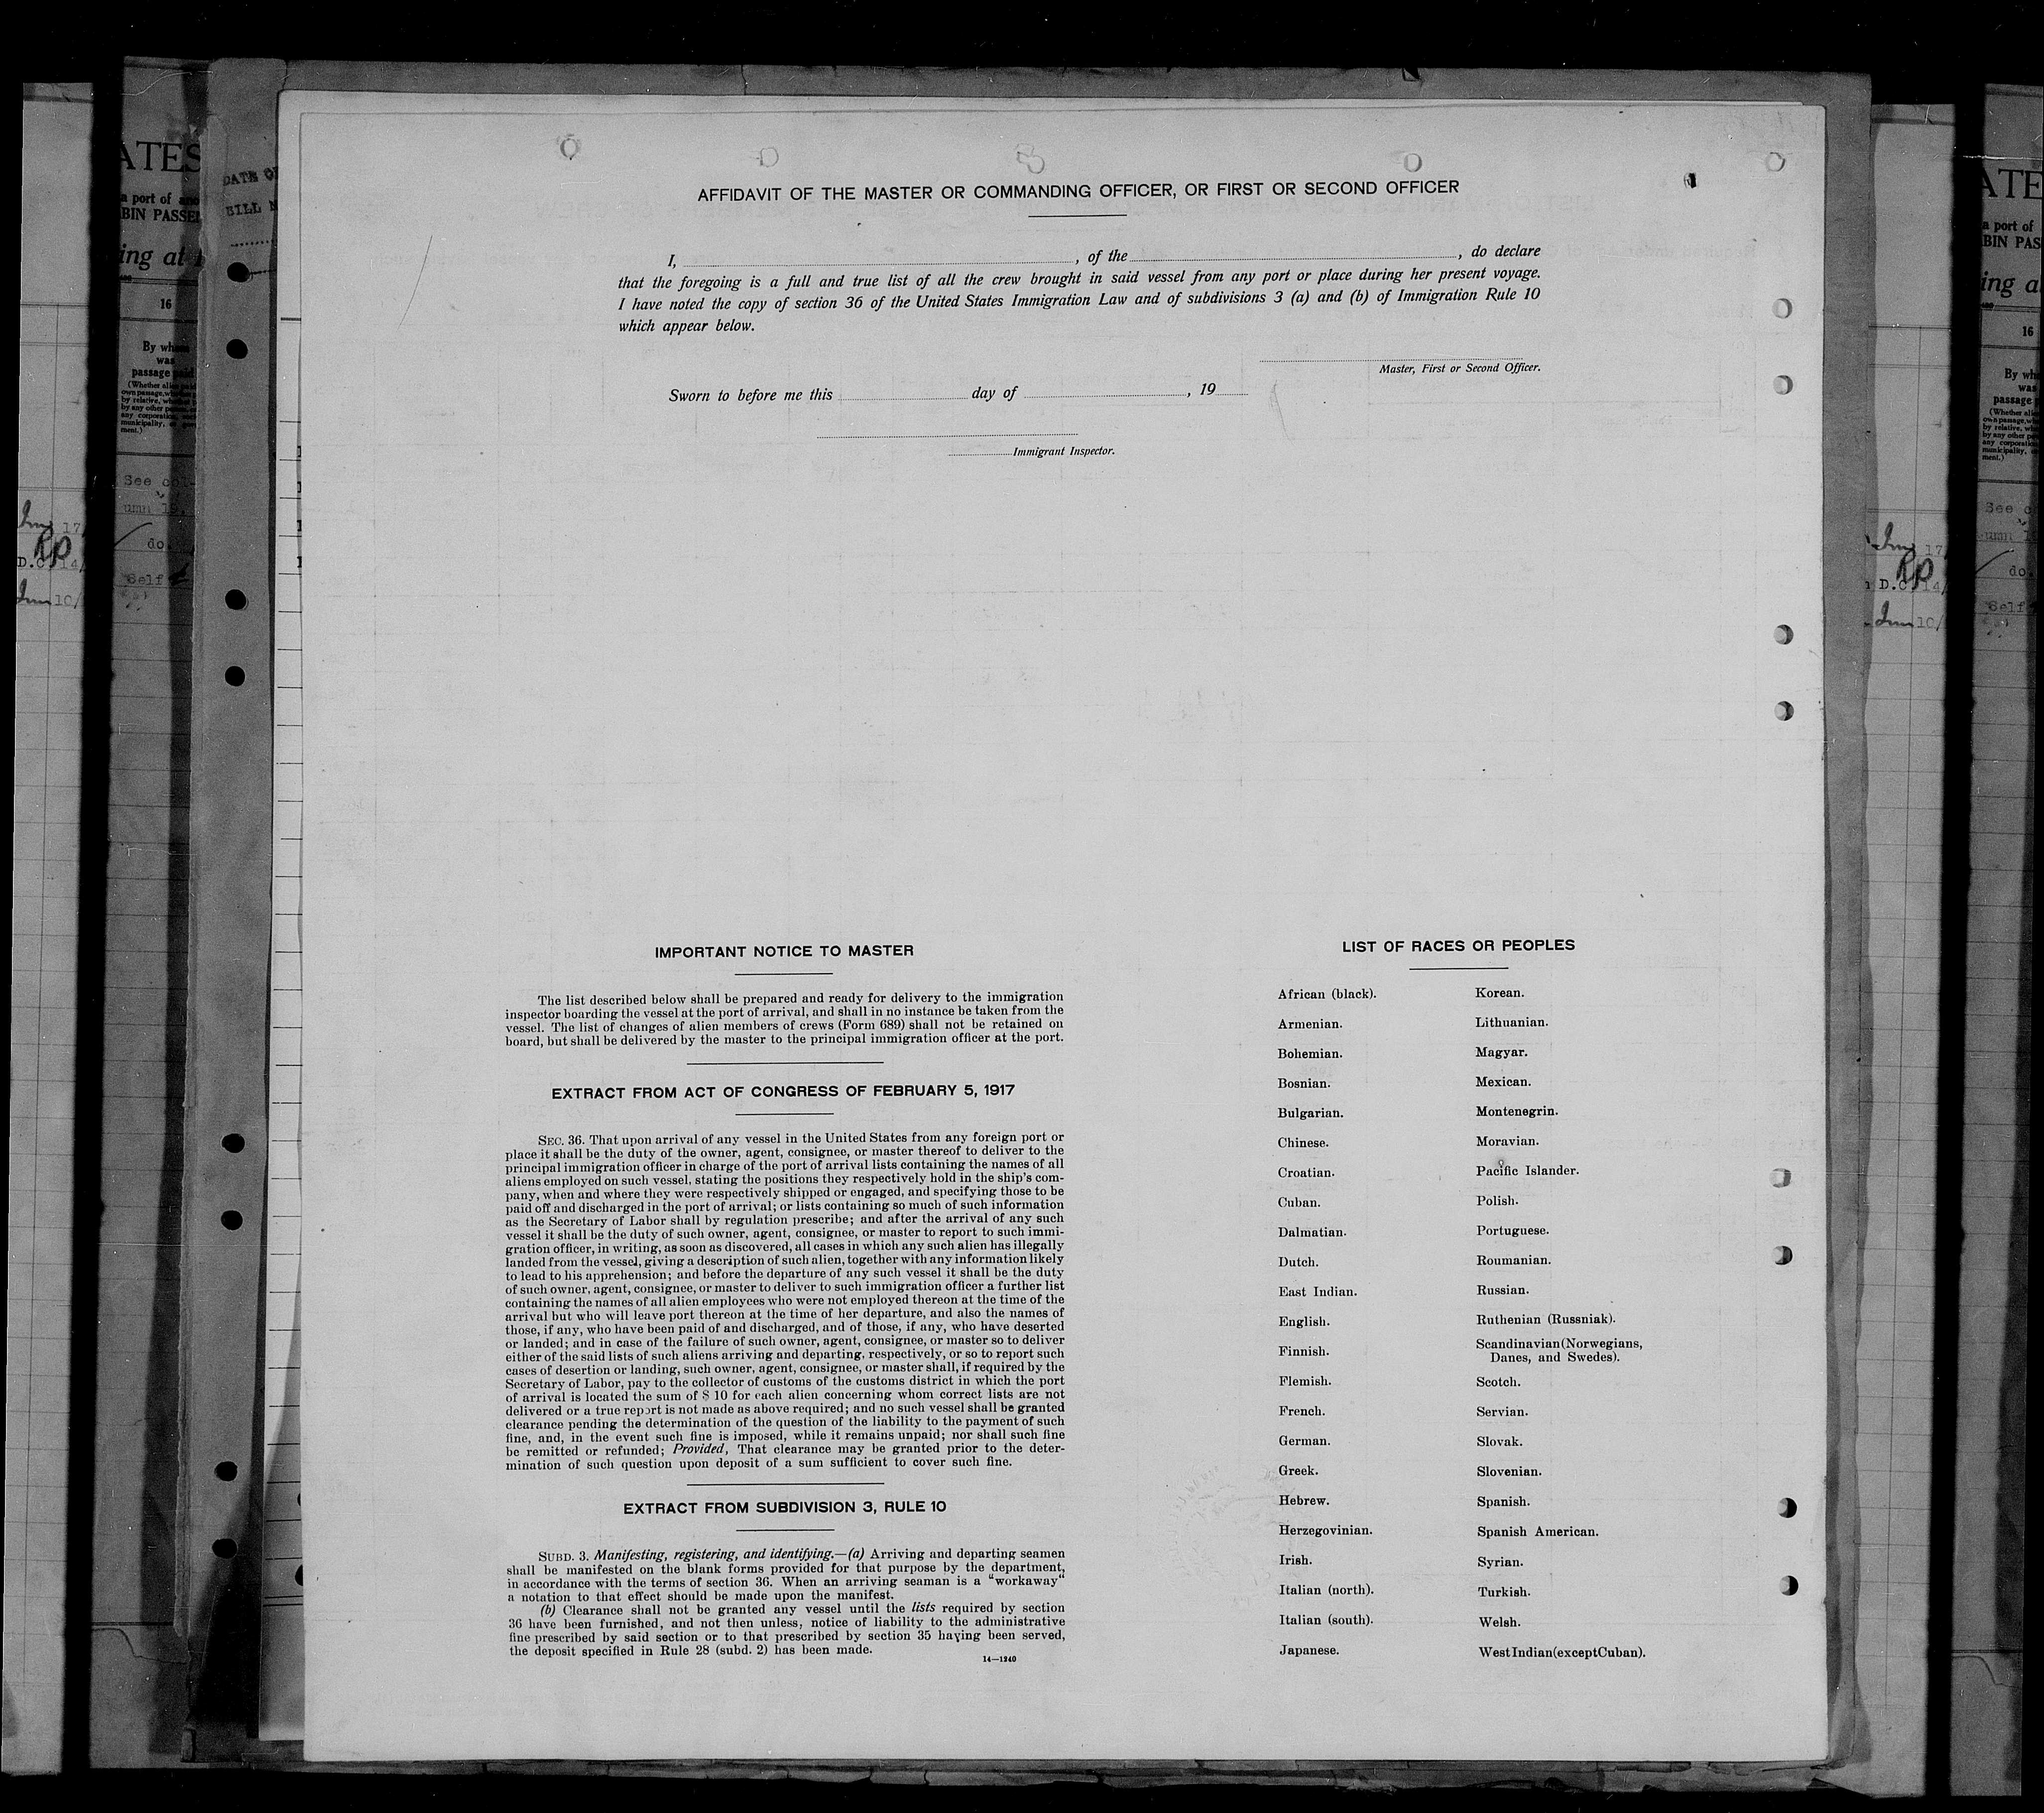 AFFIDAVIT OF THE MASTER OR COMMANDING OFFICER, OR FIRST OR SECOND OFFICER
I, , of the , do declare
that the foregoing is a full and true list of all the crew brought in said vessel from any port or place during her present voyage.
I have noted the copy of section 36 of the United States Immigration Law and of subdivisions 3 (a) and (b) of Immigration Rule 10
which appear below.
Master, First or Second Officer.
Sworn to before me this day of , 19
Immigrant Inspector.
IMPORTANT NOTICE TO MASTER
The list described below shall be prepared and ready for delivery to the immigration
inspector boarding the vessel at the port of arrival, and shall in no instance be taken from the
vessel. The list of changes of alien members of crews (Form 689) shall not be retained on
board, but shall be delivered by the master to the principal immigration officer at the port.
EXTRACT FROM ACT OF CONGRESS OF FEBRUARY 5, 1917
SEC. 36. That upon arrival of any vessel in the United States from any foreign port or
place it shall be the duty of the owner, agent, consignee, or master thereof to deliver to the
principal immigration officer in charge of the port of arrival lists containing the names of all
aliens employed on such vessel, stating the positions they respectively hold in the ship's com-
pany, when and where they were respectively shipped or engaged, and specifying those to be
paid off and discharged in the port of arrival; or lists containing so much of such information
as the Secretary of Labor shall by regulation prescribe; and after the arrival of any such
vessel it shall be the duty of such owner, agent, consignee, or master to report to such immi-
gration officer, in writing, as soon as discovered, all cases in which any such alien has illegally
landed from the vessel, giving a description of such alien, together with any information likely
to lead to his apprehension; and before the departure of any such vessel it shall be the duty
of such owner, agent, consignee, or master to deliver to such immigration officer a further list
containing the names of all alien employees who were not employed thereon at the time of the
arrival but who will leave port thereon at the time of her departure, and also the names of
those, if any, who have been paid of and discharged, and of those, if any, who have deserted
or landed; and in case of the failure of such owner, agent, consignee, or master so to deliver
either of the said lists of such aliens arriving and departing, respectively, or so to report such
cases of desertion or landing, such owner, agent, consignee, or master shall, if required by the
Secretary of Labor, pay to the collector of customs of the customs district in which the port
of arrival is located the sum of $ 10 for each alien concerning whom correct lists are not
delivered or a true report is not made as above required; and no such vessel shall be granted
clearance pending the determination of the question of the liability to the payment of such
fine, and, in the event such fine is imposed, while it remains unpaid; nor shall such fine
be remitted or refunded; Provided, That clearance may be granted prior to the deter-
mination of such question upon deposit of a sum sufficient to cover such fine.
EXTRACT FROM SUBDIVISION 3, RULE 10
SUBD. 3. Manifesting, registering, and identifying.—(a) Arriving and departing seamen
shall be manifested on the blank forms provided for that purpose by the department,
in accordance with the terms of section 36. When an arriving seaman is a "workaway"
a notation to that effect should be made upon the manifest.
(b) Clearance shall not be granted any vessel until the lists required by section
36 have been furnished, and not then unless, notice of liability to the administrative
fine prescribed by said section or to that prescribed by section 35 having been served,
the deposit specified in Rule 28 (subd. 2) has been made.
14—1240
LIST OF RACES OR PEOPLES
African (black).
Armenian.
Bohemian.
Bosnian.
Bulgarian.
Chinese.
Croatian.
Cuban.
Dalmatian.
Dutch.
East Indian.
English.
Finnish.
Flemish.
French.
German.
Greek.
Hebrew.
Herzegovinian.
Irish.
Italian (north).
Italian (south).
Japanese.
Korean.
Lithuanian.
Magyar.
Mexican.
Montenegrin.
Moravian.
Pacific Islander.
Polish.
Portuguese.
Roumanian.
Russian.
Ruthenian (Russniak).
Scandinavian(Norwegians,
Danes, and Swedes).
Scotch.
Servian.
Slovak.
Slovenian.
Spanish.
Spanish American.
Syrian.
Turkish.
Welsh.
WestIndian(exceptCuban).